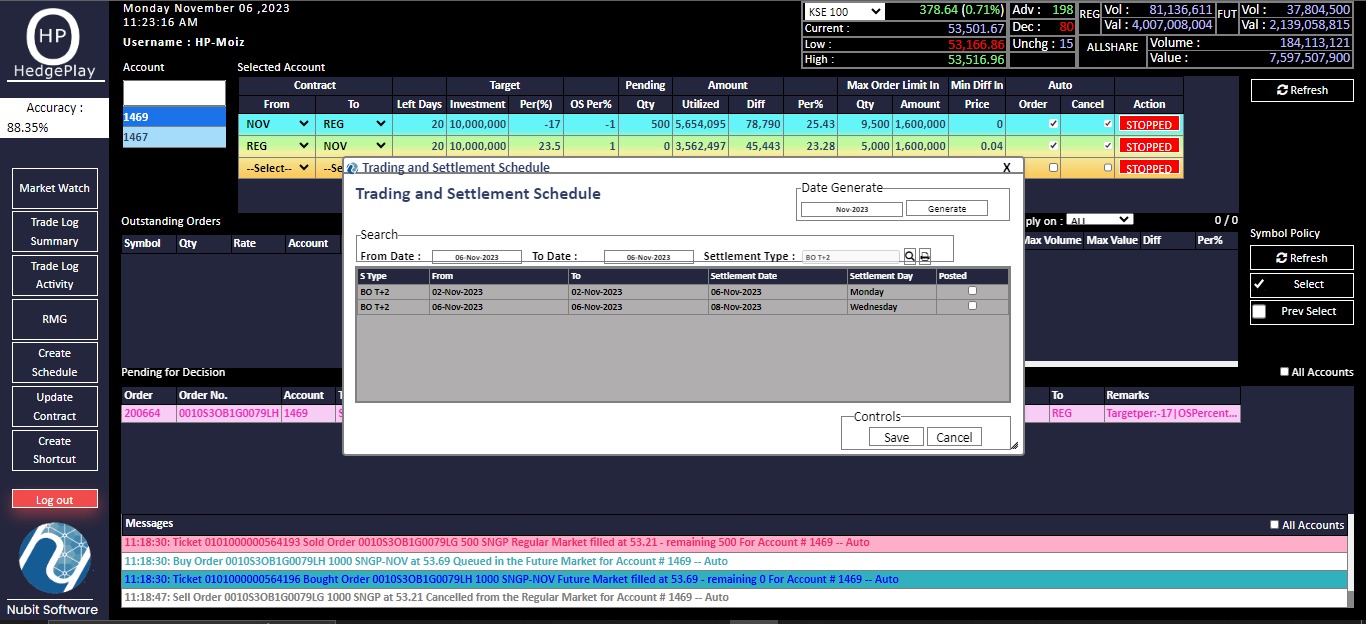 Monday November 06 ,2023
11:23:16 AM
Username : HP-Moiz
HP
HedgePlay
Accuracy :
88.35%
KSE 100 378.64 (0.71%)
Current : 53,501.67
Low : 53,166.86
High : 53,516.96
Adv : 198
Dec : 80
Unchg : 15
REG Vol : 81,136,611
Val : 4,007,008,004
FUT Vol : 37,804,500
Val : 2,139,058,815
ALLSHARE Volume : 184,113,121
Value : 7,597,507,900
Account
1469
1467
Selected Account
Contract Target Pending Amount Max Order Limit In Min Diff In Auto
From To Left Days Investment Per(%) OS Per% Qty Utilized Diff Per% Qty Amount Price Order Cancel Action
NOV REG 20 10,000,000 -17 -1 500 5,654,095 78,790 25.43 9,500 1,600,000 0 STOPPED
REG NOV 20 10,000,000 23.5 1 0 3,562,497 45,443 23.28 5,000 1,600,000 0.04 STOPPED
--Select-- --Se STOPPED
Refresh
Market Watch
Trade Log
Summary
Trade Log
Activity
RMG
Create
Schedule
Update
Contract
Create
Shortcut
Log out
Nubit Software
Outstanding Orders
Symbol Qty Rate Account
ply on : ALL 0 / 0
Max Volume Max Value Diff Per%
Symbol Policy
Refresh
Select
Prev Select
Trading and Settlement Schedule X
Trading and Settlement Schedule
Date Generate
Nov-2023 Generate
Search
From Date : 06-Nov-2023 To Date : 06-Nov-2023 Settlement Type : BO T+2
S Type From To Settlement Date Settlement Day Posted
BO T+2 02-Nov-2023 02-Nov-2023 06-Nov-2023 Monday
BO T+2 06-Nov-2023 06-Nov-2023 08-Nov-2023 Wednesday
Controls
Save Cancel
Pending for Decision
All Accounts
Order Order No. Account T To Remarks
200664 0010S3OB1G0079LH 1469 S REG Targetper:-17|OSPercent...
Messages
All Accounts
11:18:30: Ticket 0101000000564193 Sold Order 0010S3OB1G0079LG 500 SNGP Regular Market filled at 53.21 - remaining 500 For Account # 1469 -- Auto
11:18:30: Buy Order 0010S3OB1G0079LH 1000 SNGP-NOV at 53.69 Queued in the Future Market for Account # 1469 -- Auto
11:18:30: Ticket 0101000000564196 Bought Order 0010S3OB1G0079LH 1000 SNGP-NOV Future Market filled at 53.69 - remaining 0 For Account # 1469 -- Auto
11:18:47: Sell Order 0010S3OB1G0079LG 1000 SNGP at 53.21 Cancelled from the Regular Market for Account # 1469 -- Auto